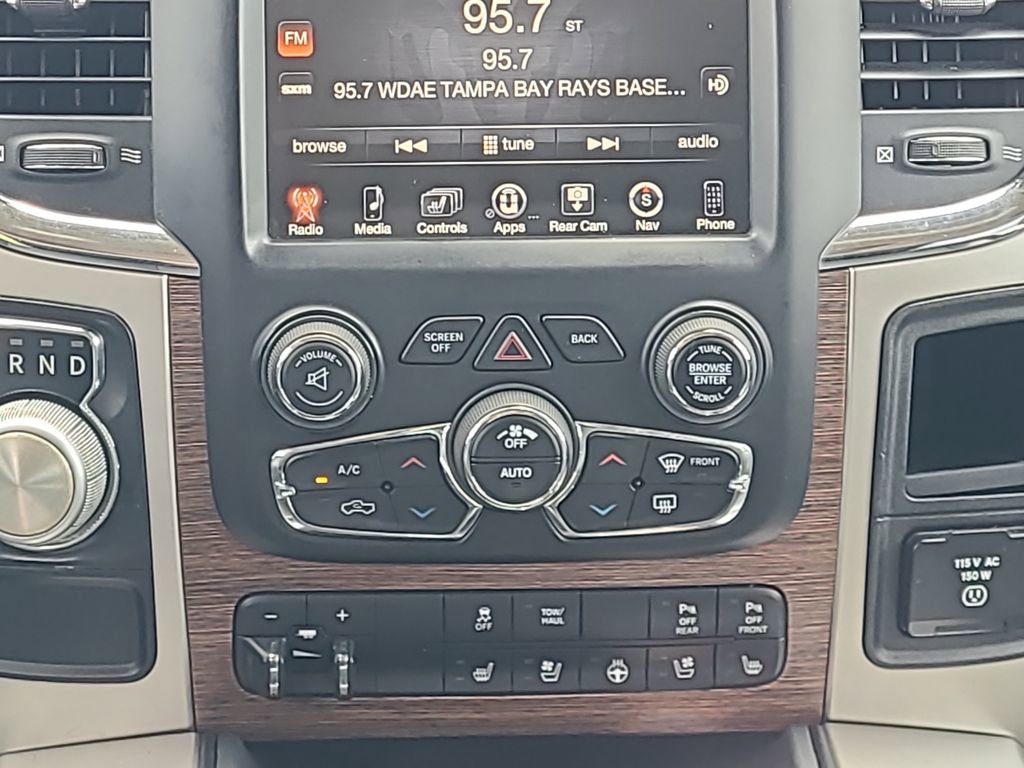 FM
95.7 ST
95.7
sxm
95.7 WDAE TAMPA BAY RAYS BASE...
HD
browse
tune
audio
Radio
Media
Controls
Apps
Rear Cam
S
Nav
Phone
R N D
VOLUME
SCREEN
OFF
BACK
TUNE
BROWSE
ENTER
SCROLL
A/C
OFF
AUTO
FRONT
115 V AC
150 W
- +
OFF
TOW/
HAUL
P
OFF
REAR
P
OFF
FRONT